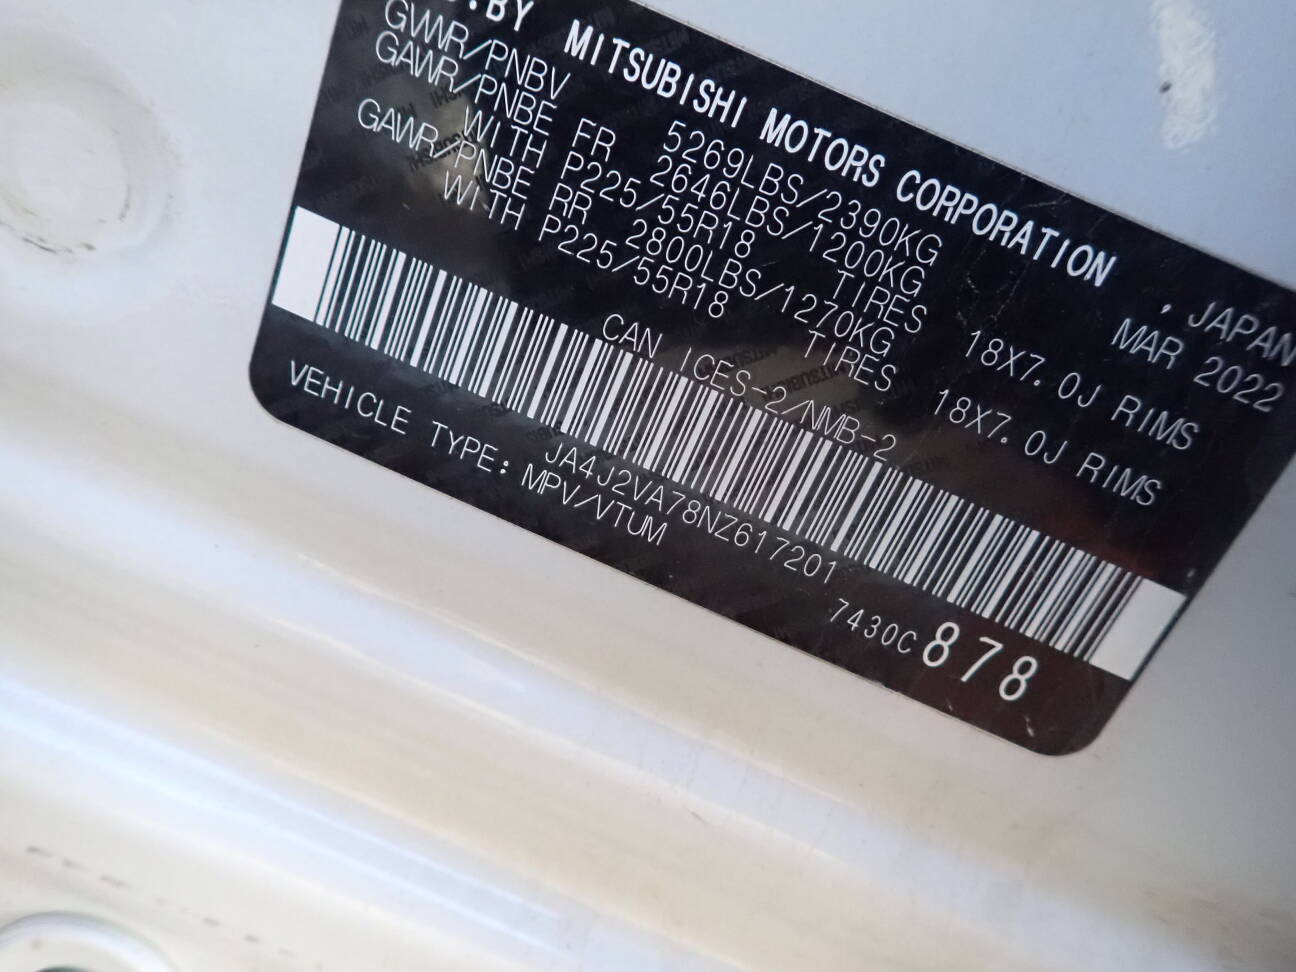 D.BY MITSUBISHI MOTORS CORPORATION , JAPAN
GVWR/PNBV 5269LBS/2390KG MAR 2022
GAWR/PNBE FR 2646LBS/1200KG
WITH P225/55R18 TIRES 18X7.0J RIMS
GAWR/PNBE RR 2800LBS/1270KG
WITH P225/55R18 TIRES 18X7.0J RIMS
CAN ICES-2/NMB-2
JA4J2VA78NZ617201
VEHICLE TYPE: MPV/VTUM
7430C 878